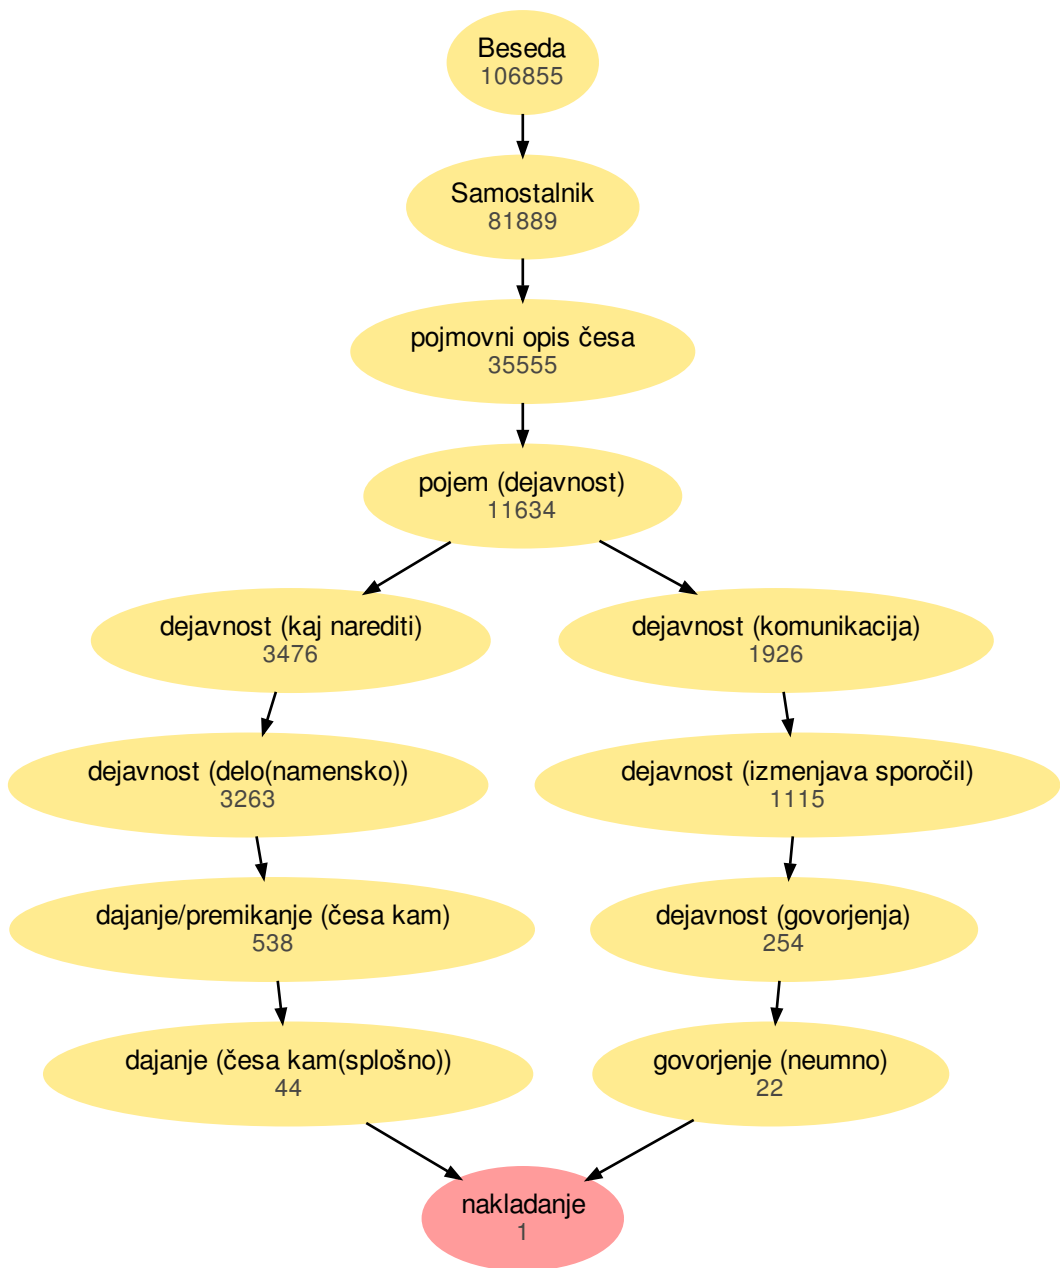 Beseda
106855
Samostalnik
81889
pojmovni opis česa
35555
pojem (dejavnost)
11634
dejavnost (kaj narediti)
3476
dejavnost (komunikacija)
1926
dejavnost (delo(namensko))
3263
dejavnost (izmenjava sporočil)
1115
dajanje/premikanje (česa kam)
538
dejavnost (govorjenja)
254
dajanje (česa kam(splošno))
44
govorjenje (neumno)
22
nakladanje
1